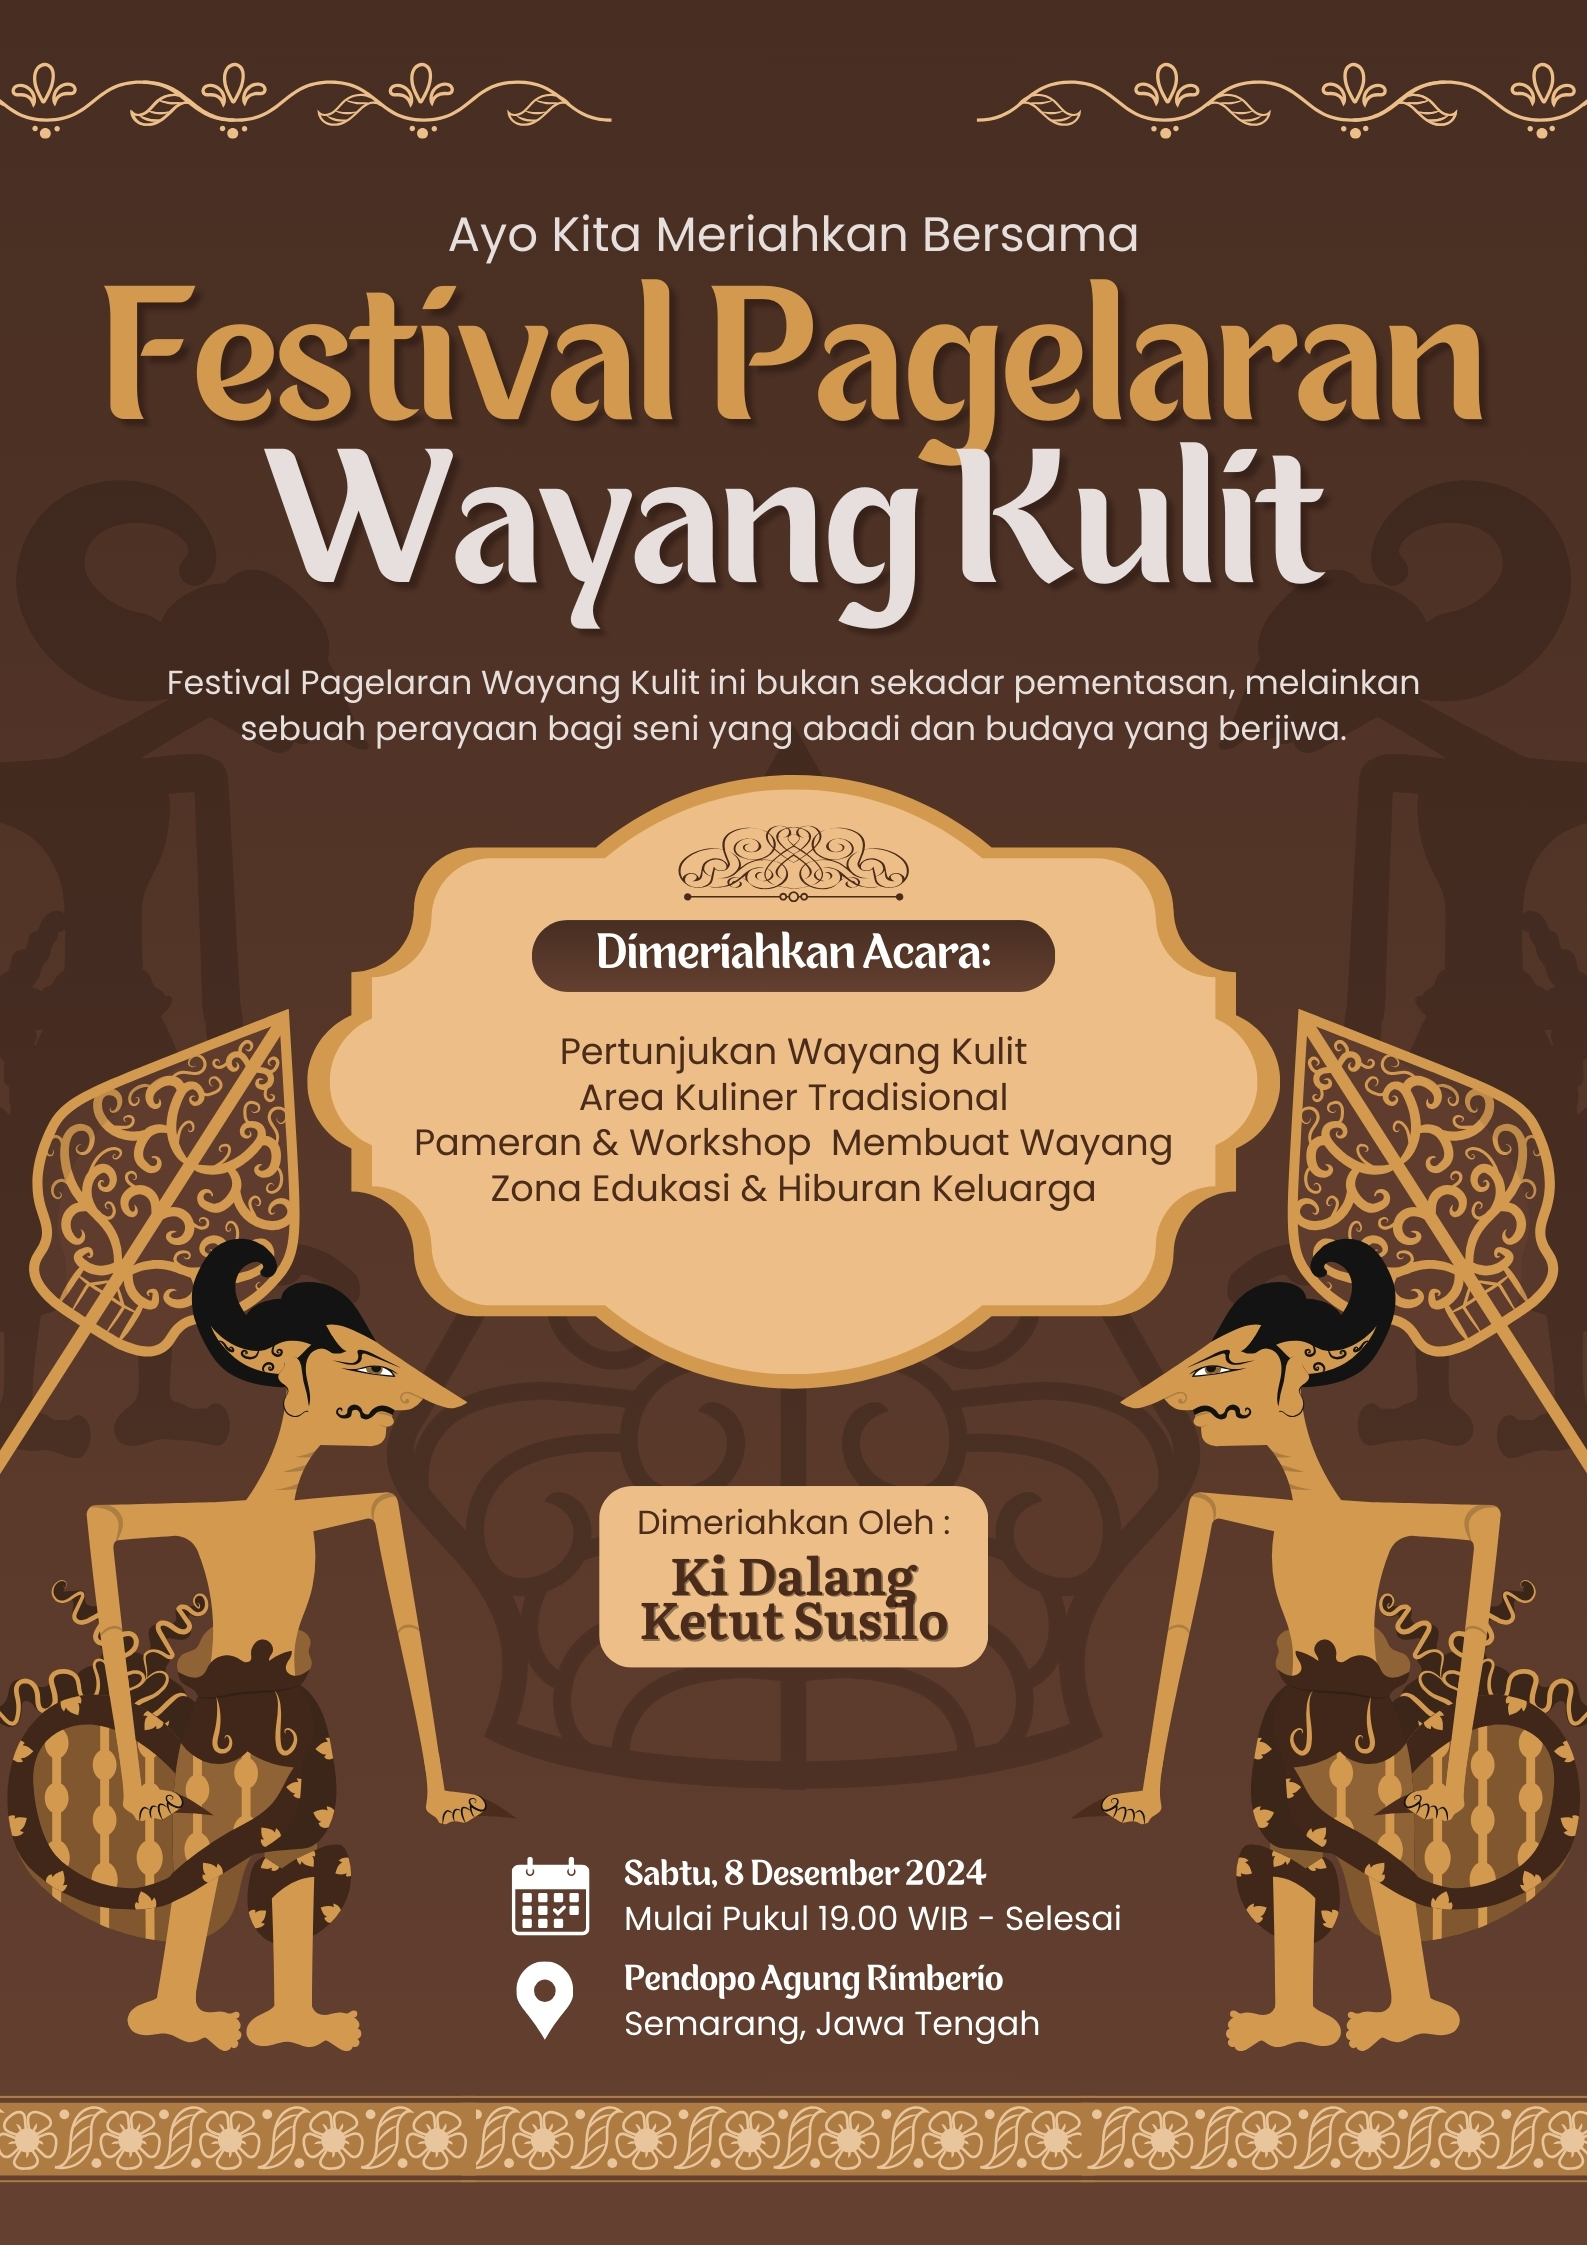 Ayo Kita Meriahkan Bersama
Festival Pagelaran
Wayang Kulit
Festival Pagelaran Wayang Kulit ini bukan sekadar pementasan, melainkan
sebuah perayaan bagi seni yang abadi dan budaya yang berjiwa.
Dimeriahkan Acara:
Pertunjukan Wayang Kulit
Area Kuliner Tradisional
Pameran & Workshop  Membuat Wayang
Zona Edukasi & Hiburan Keluarga
Dimeriahkan Oleh :
Ki Dalang
Ketut Susilo
Sabtu, 8 Desember 2024
Mulai Pukul 19.00 WIB - Selesai
Pendopo Agung Rimberio
Semarang, Jawa Tengah